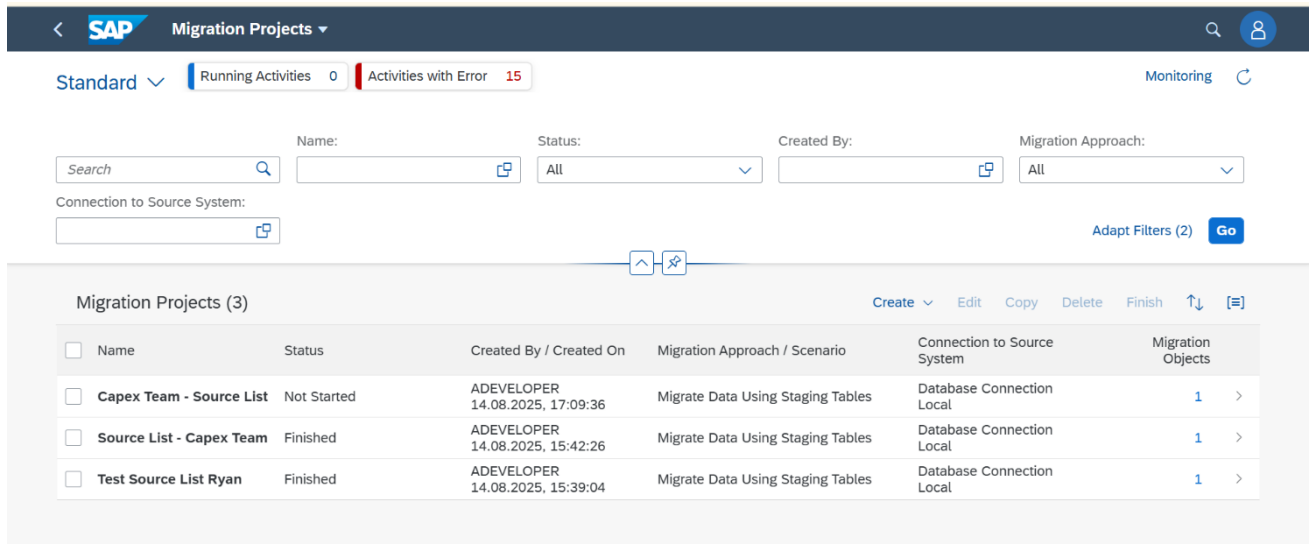 SAP Migration Projects
Standard Running Activities 0 Activities with Error 15 Monitoring
Name: Status: Created By: Migration Approach:
Search All All
Connection to Source System:
Adapt Filters (2) Go
Migration Projects (3) Create Edit Copy Delete Finish
Name Status Created By / Created On Migration Approach / Scenario Connection to Source System Migration Objects
Capex Team - Source List Not Started ADEVELOPER 14.08.2025, 17:09:36 Migrate Data Using Staging Tables Database Connection Local 1
Source List - Capex Team Finished ADEVELOPER 14.08.2025, 15:42:26 Migrate Data Using Staging Tables Database Connection Local 1
Test Source List Ryan Finished ADEVELOPER 14.08.2025, 15:39:04 Migrate Data Using Staging Tables Database Connection Local 1